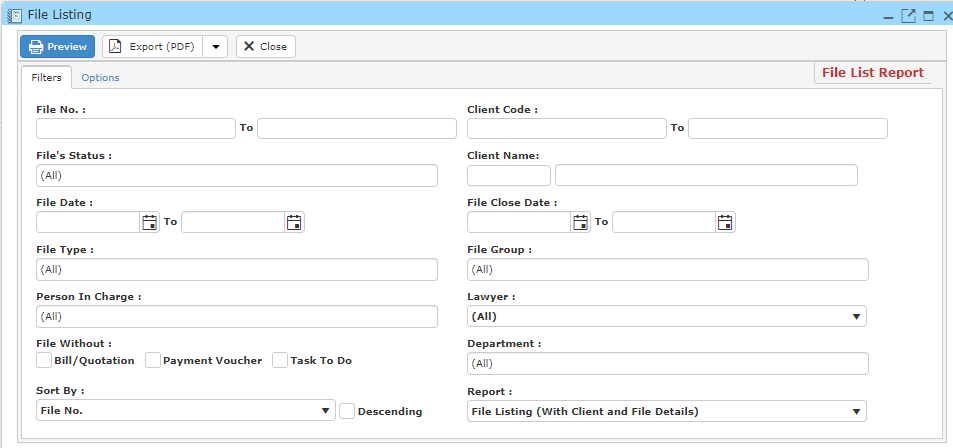 File Listing
Preview Export (PDF) Close
Filters Options File List Report
File No. : Client Code :
To To
File's Status : Client Name:
(All)
File Date : File Close Date :
To To
File Type : File Group :
(All) (All)
Person In Charge : Lawyer :
(All) (All)
File Without : Department :
Bill/Quotation Payment Voucher Task To Do (All)
Sort By : Report :
File No. Descending File Listing (With Client and File Details)